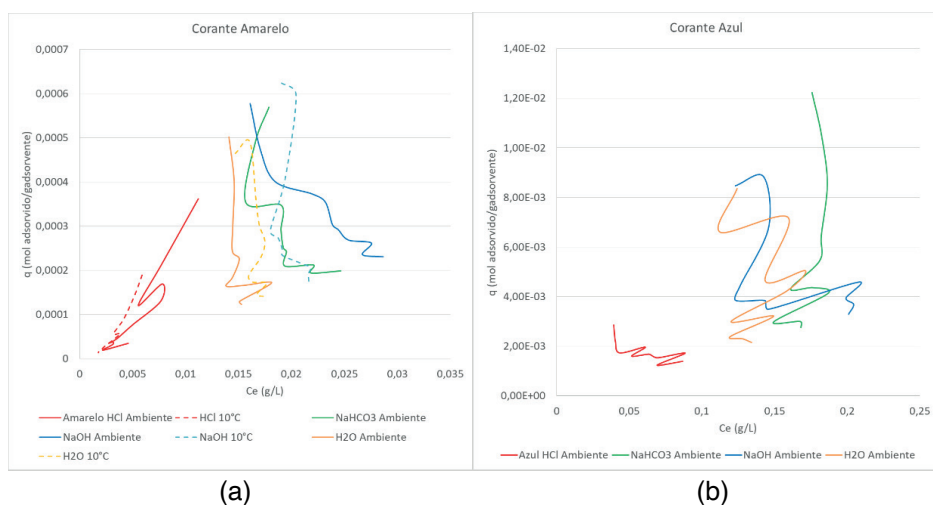 Corante Amarelo
q (mol adsorvido/gadsorvente)
0,0007
0,0006
0,0005
0,0004
0,0003
0,0002
0,0001
0
0 0,005 0,01 0,015 0,02 0,025 0,03 0,035
Ce (g/L)
Amarelo HCl Ambiente HCl 10°C NaHCO3 Ambiente
NaOH Ambiente NaOH 10°C H2O Ambiente
H2O 10°C
(a)
Corante Azul
q (mol adsorvido/gadsorvente)
1,40E-02
1,20E-02
1,00E-02
8,00E-03
6,00E-03
4,00E-03
2,00E-03
0,00E+00
0 0,05 0,1 0,15 0,2 0,25
Ce (g/L)
Azul HCl Ambiente NaHCO3 Ambiente NaOH Ambiente H2O Ambiente
(b)